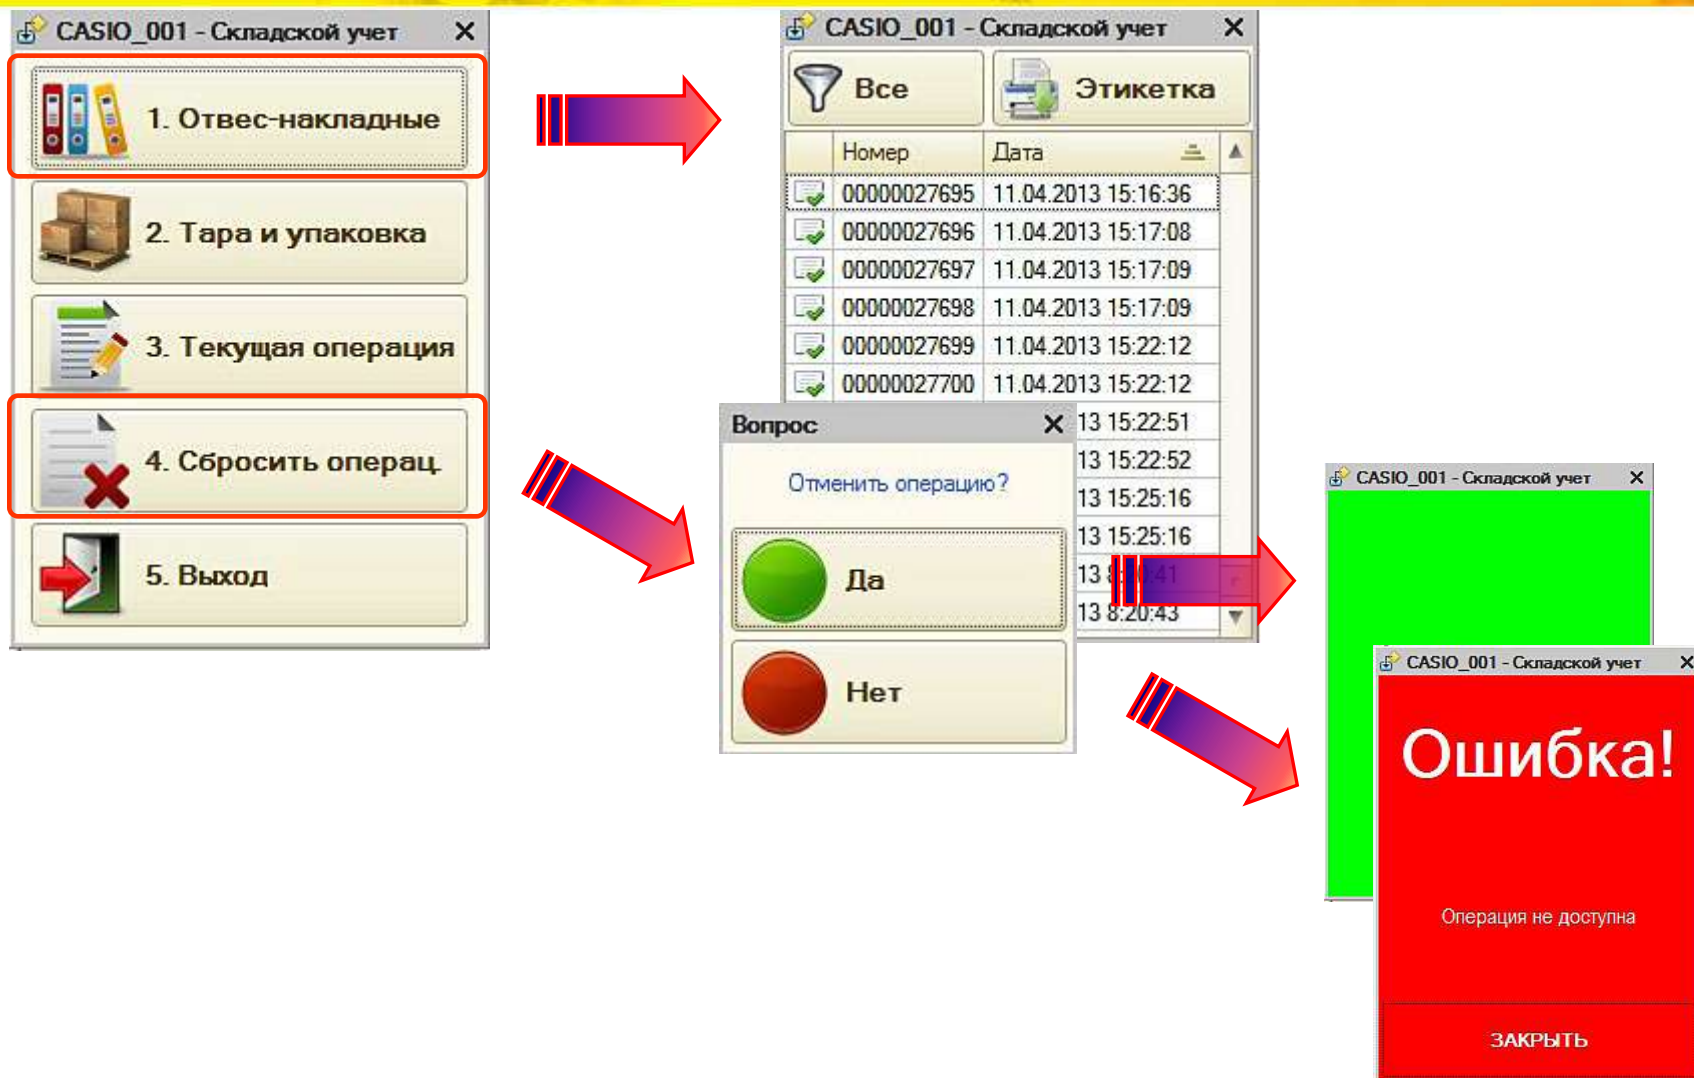 CASIO_001 - Складской учет
1. Отвес-накладные
2. Тара и упаковка
3. Текущая операция
4. Сбросить операц.
5. Выход
CASIO_001 - Складской учет
Все
Этикетка
Номер Дата
00000027695 11.04.2013 15:16:36
00000027696 11.04.2013 15:17:08
00000027697 11.04.2013 15:17:09
00000027698 11.04.2013 15:17:09
00000027699 11.04.2013 15:22:12
00000027700 11.04.2013 15:22:12
13 15:22:51
13 15:22:52
13 15:25:16
13 15:25:16
13 8:20:41
13 8:20:43
Вопрос
Отменить операцию?
Да
Нет
CASIO_001 - Складской учет
CASIO_001 - Складской учет
Ошибка!
Операция не доступна
ЗАКРЫТЬ